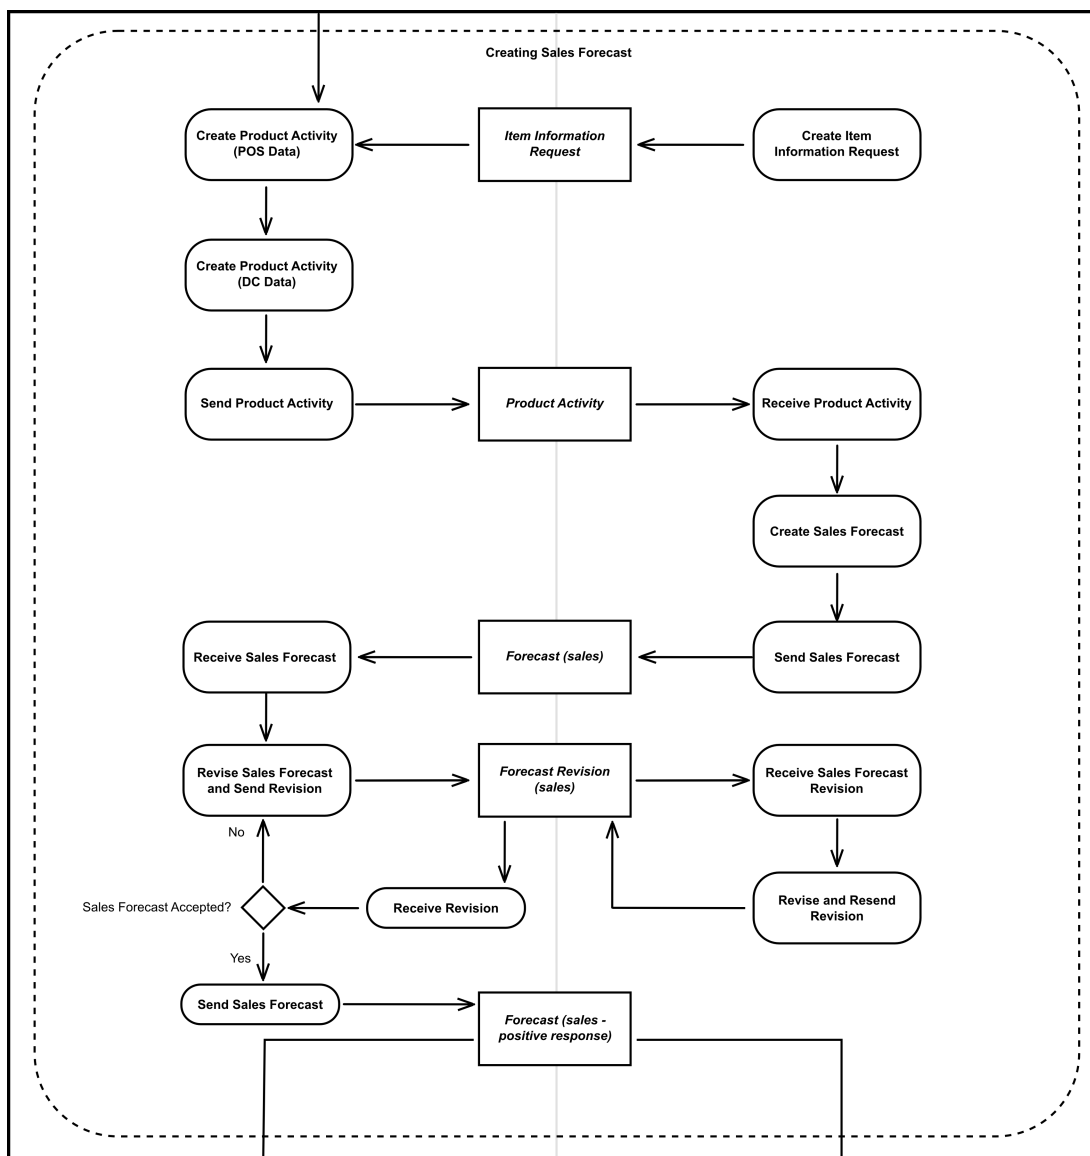 Creating Sales Forecast
Create Product Activity
(POS Data)
Item Information
Request
Create Item
Information Request
Create Product Activity
(DC Data)
Send Product Activity
Product Activity
Receive Product Activity
Create Sales Forecast
Receive Sales Forecast
Forecast (sales)
Send Sales Forecast
Revise Sales Forecast
and Send Revision
Forecast Revision
(sales)
Receive Sales Forecast
Revision
No
Sales Forecast Accepted?
Receive Revision
Revise and Resend
Revision
Yes
Send Sales Forecast
Forecast (sales -
positive response)